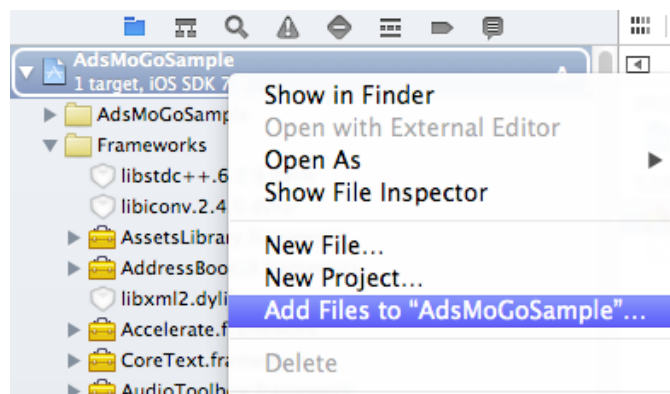 AdsMoGoSample
1 target, iOS SDK 7
AdsMoGoSamp
Frameworks
libstdc++.6
libiconv.2.4
AssetsLibra
AddressBoo
libxml2.dyli
Accelerate.f
CoreText.fra
AudioToolb
Show in Finder
Open with External Editor
Open As
Show File Inspector
New File...
New Project...
Add Files to “AdsMoGoSample”...
Delete